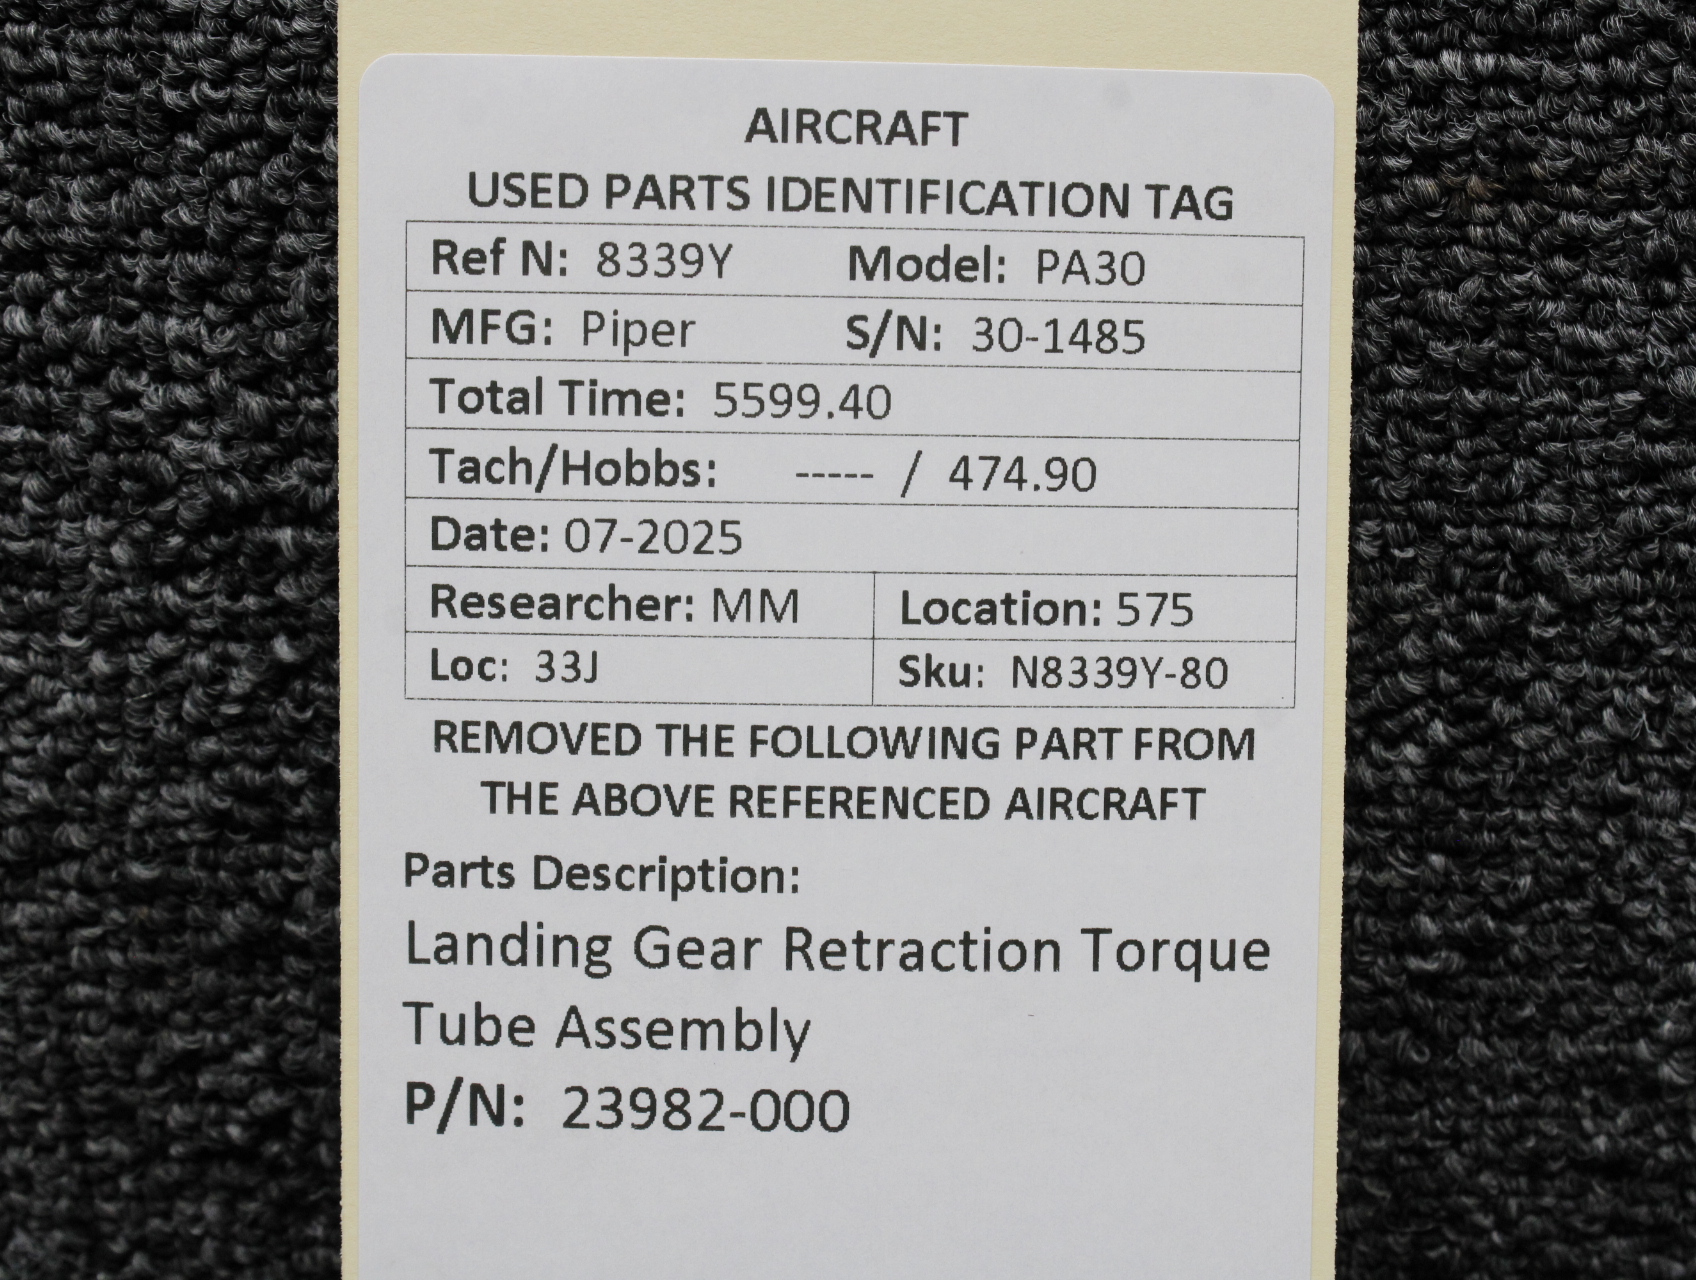 AIRCRAFT
USED PARTS IDENTIFICATION TAG
Ref N: 8339Y Model: PA30
MFG: Piper S/N: 30-1485
Total Time: 5599.40
Tach/Hobbs: ----- / 474.90
Date: 07-2025
Researcher: MM Location: 575
Loc: 33J Sku: N8339Y-80
REMOVED THE FOLLOWING PART FROM
THE ABOVE REFERENCED AIRCRAFT
Parts Description:
Landing Gear Retraction Torque
Tube Assembly
P/N: 23982-000